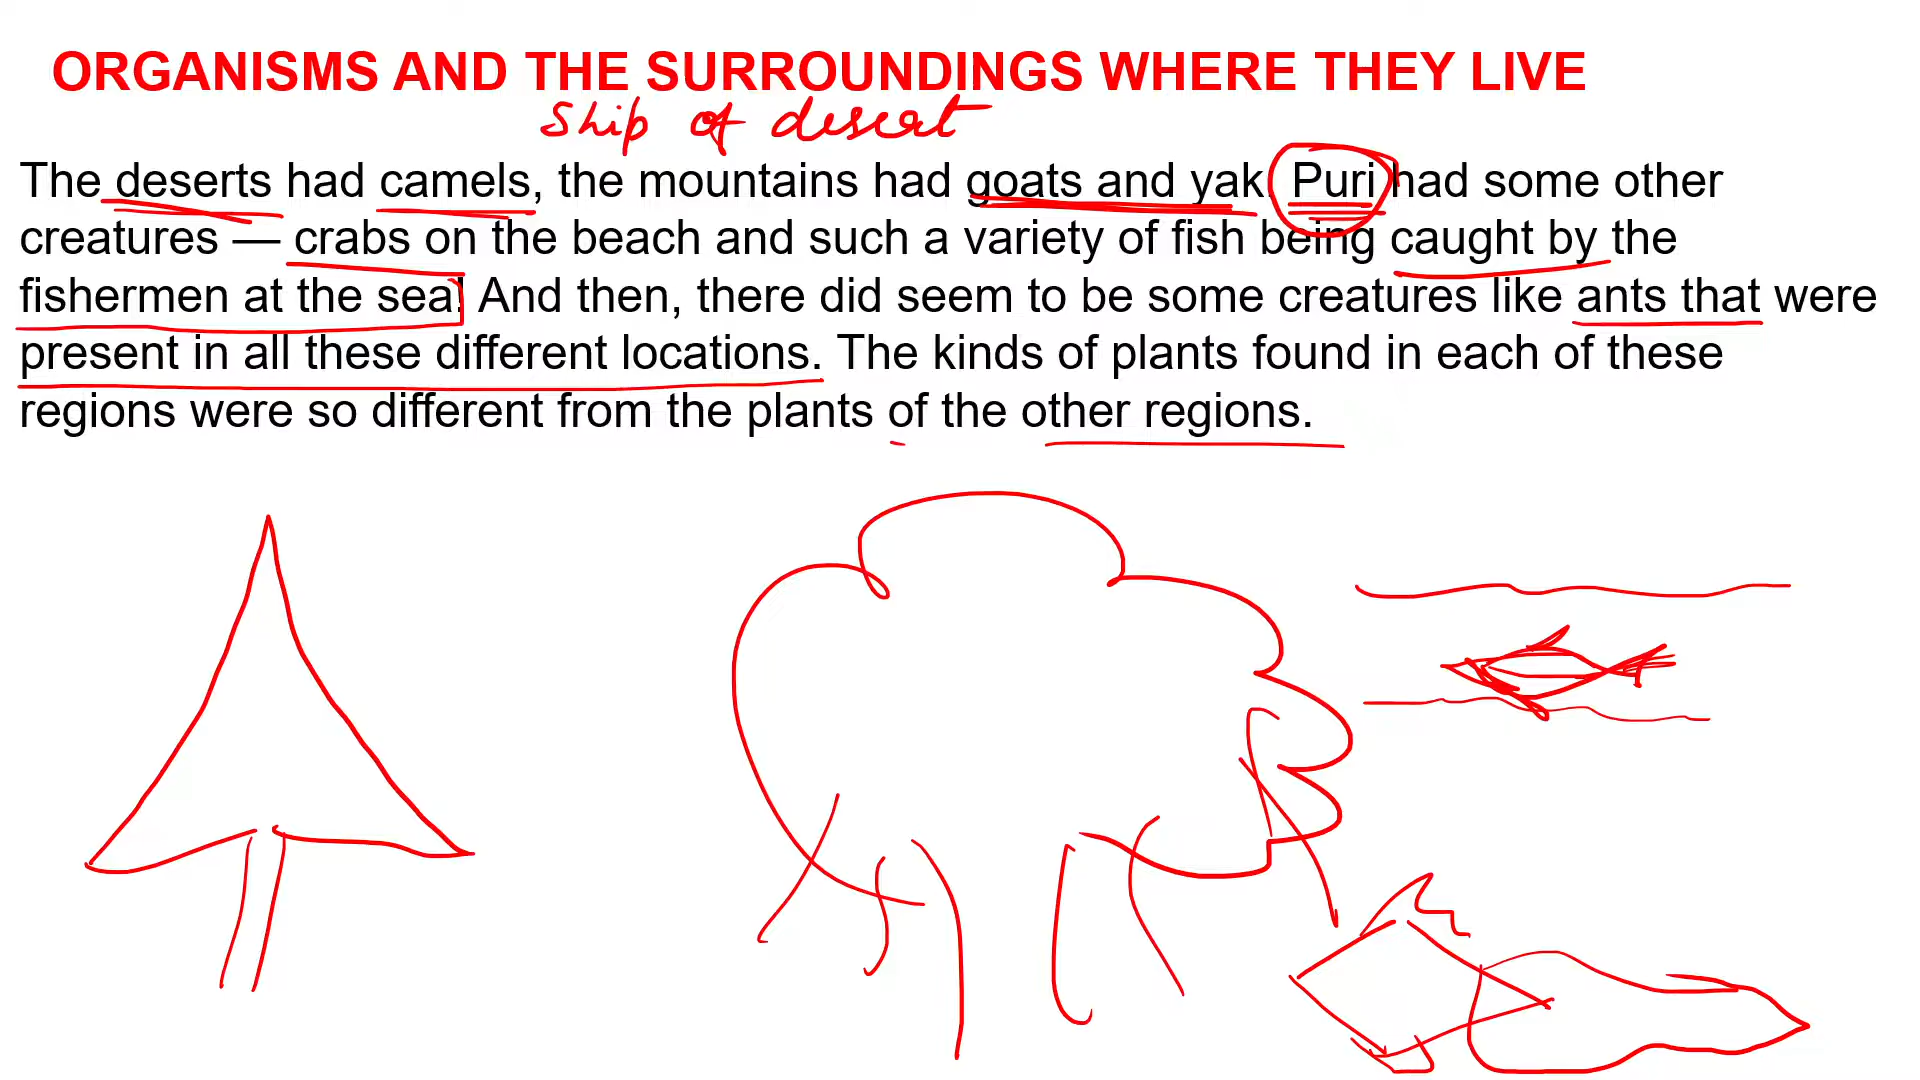 ORGANISMS AND THE SURROUNDINGS WHERE THEY LIVE
Ship of desert
The deserts had camels, the mountains had goats and yak. Puri had some other
creatures — crabs on the beach and such a variety of fish being caught by the
fishermen at the sea! And then, there did seem to be some creatures like ants that were
present in all these different locations. The kinds of plants found in each of these
regions were so different from the plants of the other regions.